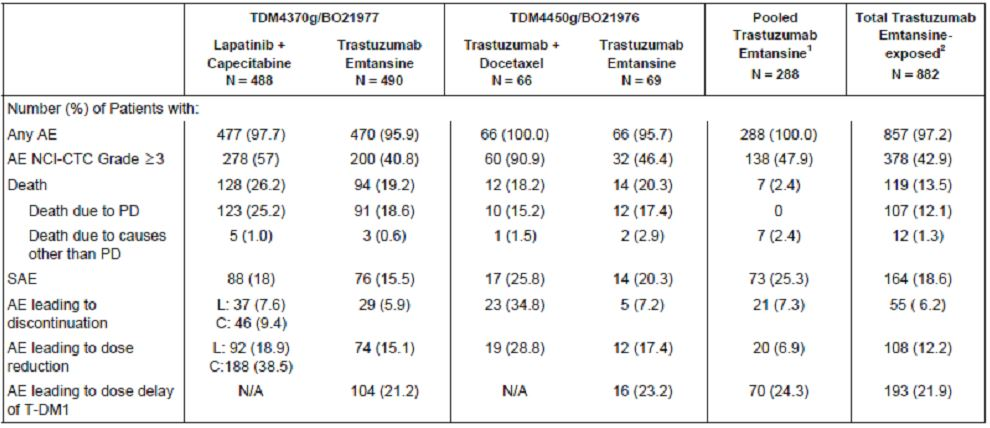 TDM4370g/BO21977 TDM4450g/BO21976 Pooled Trastuzumab Emtansine1 N = 288 Total Trastuzumab Emtansine-exposed2 N = 882
Lapatinib + Capecitabine N = 488 Trastuzumab Emtansine N = 490 Trastuzumab + Docetaxel N = 66 Trastuzumab Emtansine N = 69
Number (%) of Patients with:
Any AE 477 (97.7) 470 (95.9) 66 (100.0) 66 (95.7) 288 (100.0) 857 (97.2)
AE NCI-CTC Grade ≥3 278 (57) 200 (40.8) 60 (90.9) 32 (46.4) 138 (47.9) 378 (42.9)
Death 128 (26.2) 94 (19.2) 12 (18.2) 14 (20.3) 7 (2.4) 119 (13.5)
Death due to PD 123 (25.2) 91 (18.6) 10 (15.2) 12 (17.4) 0 107 (12.1)
Death due to causes 5 (1.0) 3 (0.6) 1 (1.5) 2 (2.9) 7 (2.4) 12 (1.3)
other than PD
SAE 88 (18) 76 (15.5) 17 (25.8) 14 (20.3) 73 (25.3) 164 (18.6)
AE leading to L: 37 (7.6) 29 (5.9) 23 (34.8) 5 (7.2) 21 (7.3) 55 ( 6.2)
discontinuation C: 46 (9.4)
AE leading to dose L: 92 (18.9) 74 (15.1) 19 (28.8) 12 (17.4) 20 (6.9) 108 (12.2)
reduction C:188 (38.5)
AE leading to dose delay N/A 104 (21.2) N/A 16 (23.2) 70 (24.3) 193 (21.9)
of T-DM1